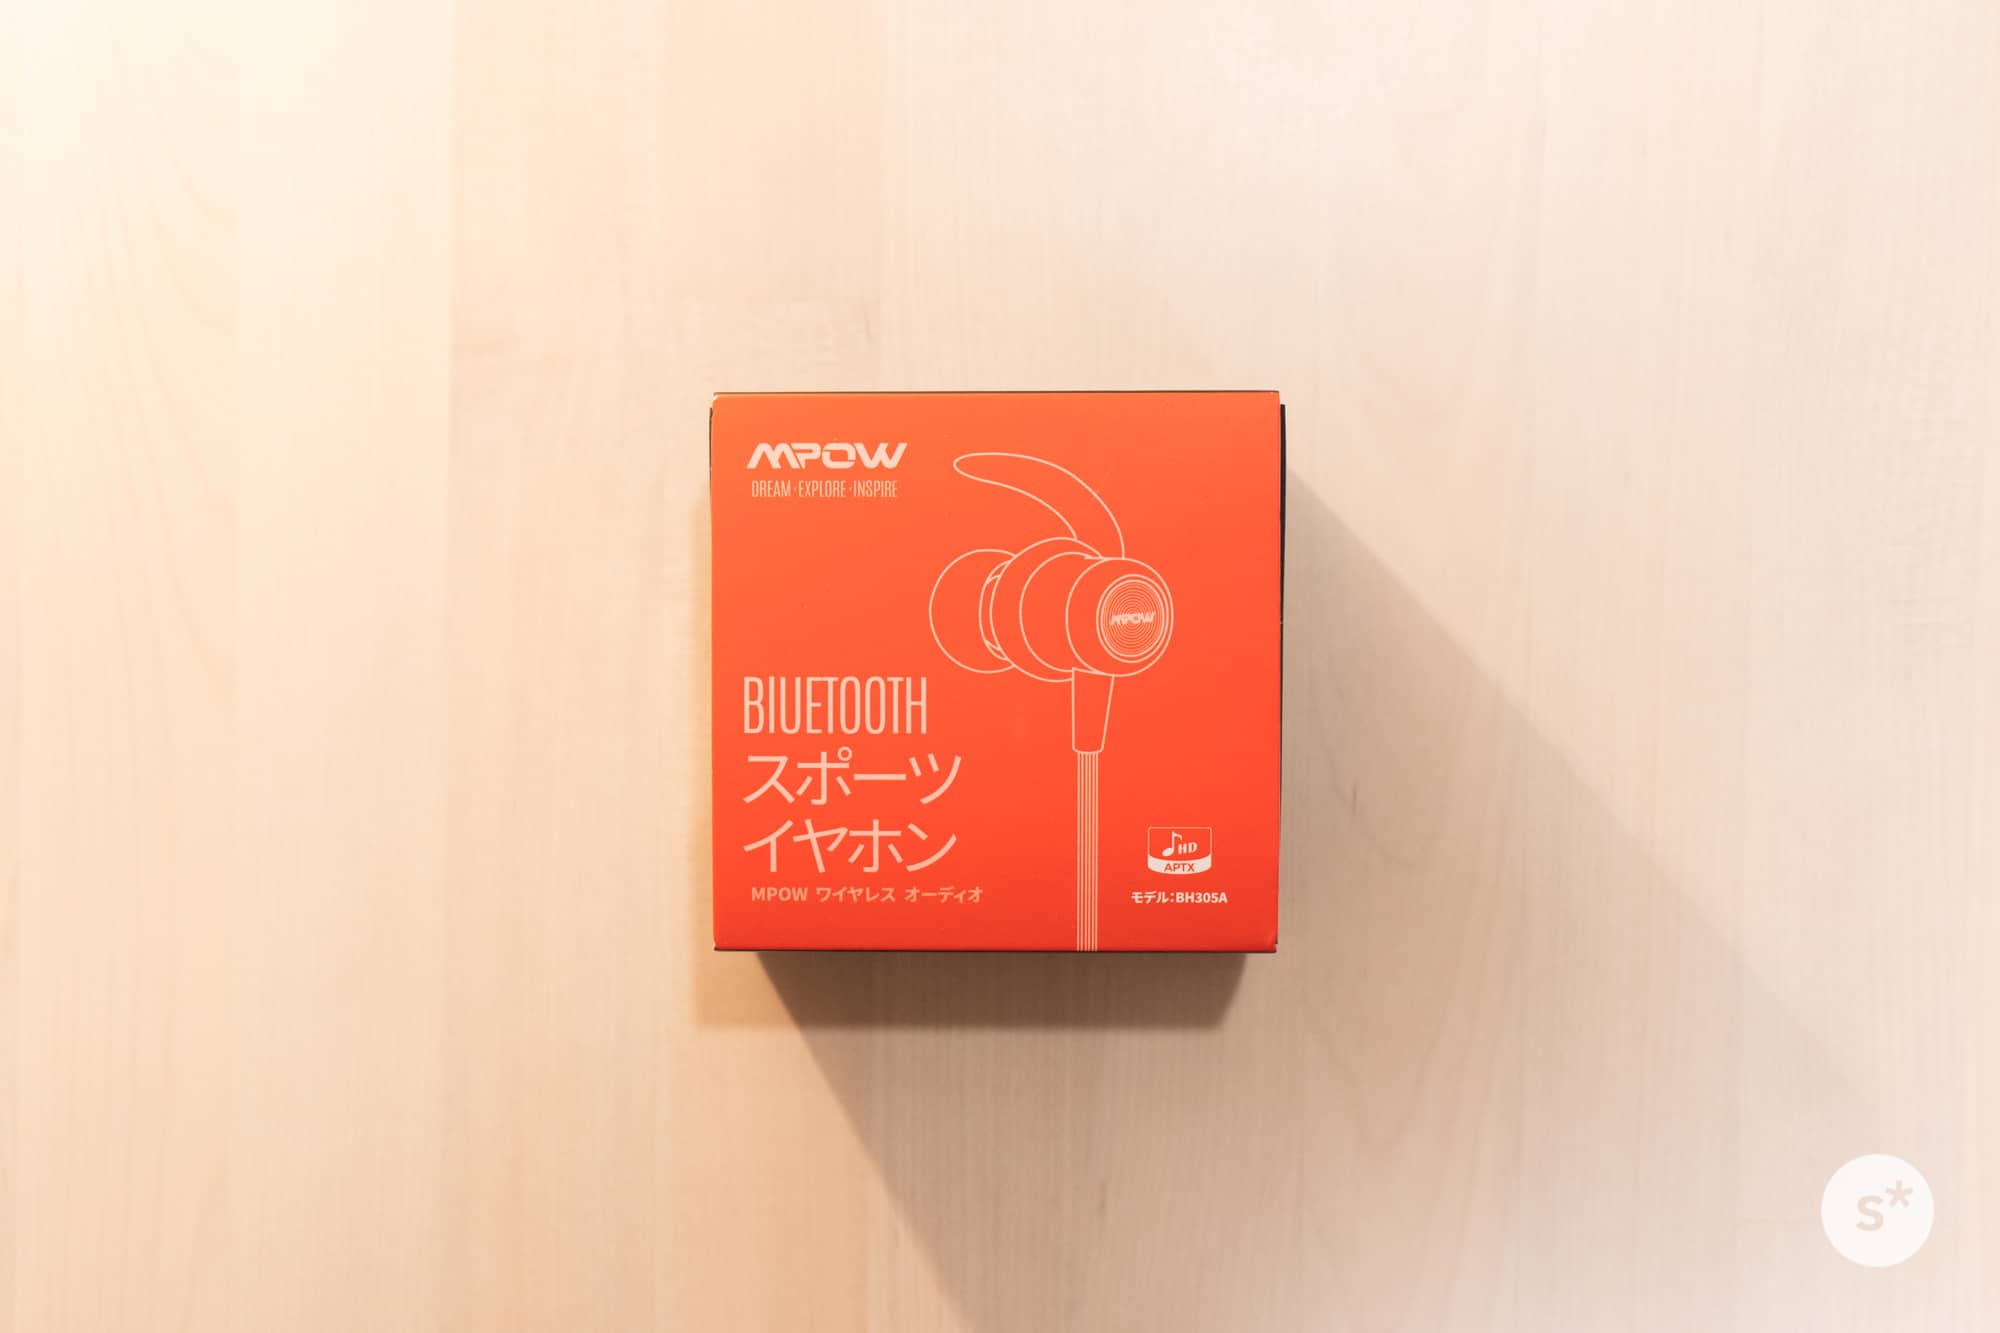 MPOW
DREAM·EXPLORE·INSPIRE
MPOW
BIUETOOTH
スポーツ
イヤホン
MPOW ワイヤレス オーディオ
HD
APTX
モデル:BH305A
s*